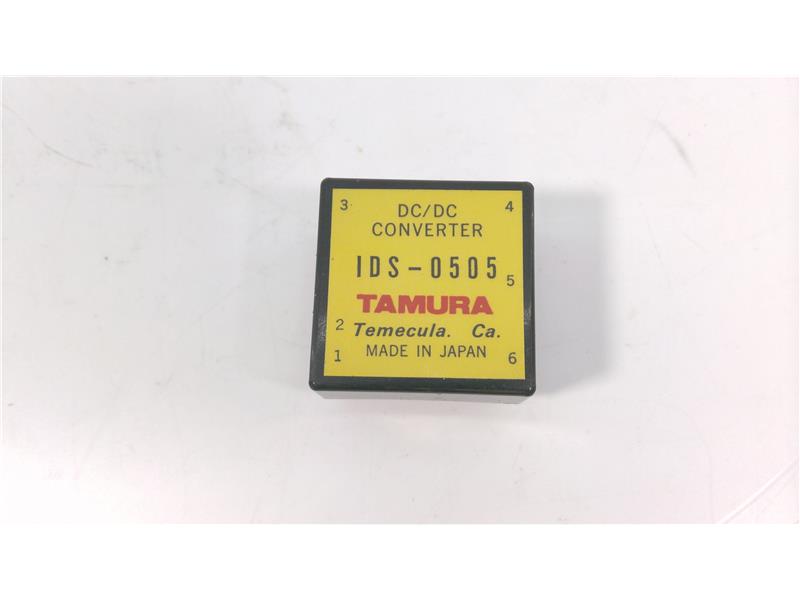 3 DC/DC 4
CONVERTER
IDS-0505
5
TAMURA
2 Temecula. Ca.
1 MADE IN JAPAN 6